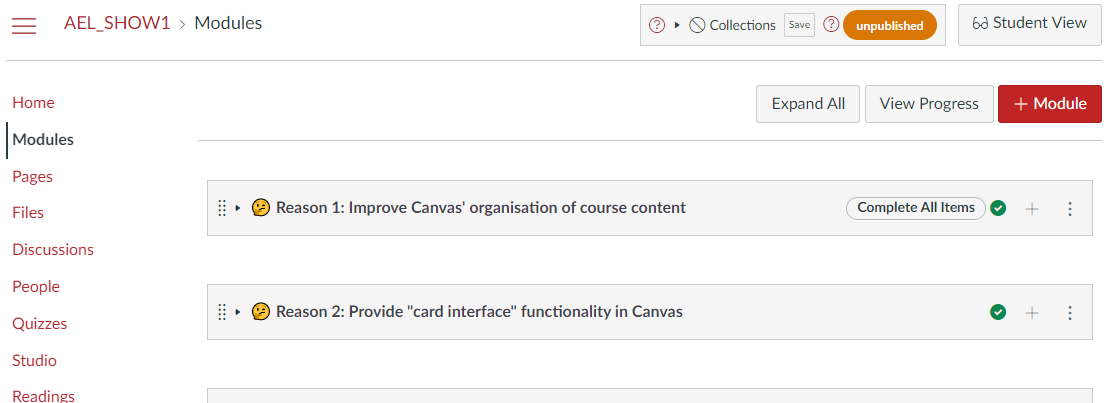 AEL_SHOW1 > Modules
? Collections Save ? unpublished
Student View
Expand All
View Progress
+ Module
Home
Modules
Pages
Files
Discussions
People
Quizzes
Studio
Readings
Reason 1: Improve Canvas' organisation of course content
Complete All Items
Reason 2: Provide "card interface" functionality in Canvas